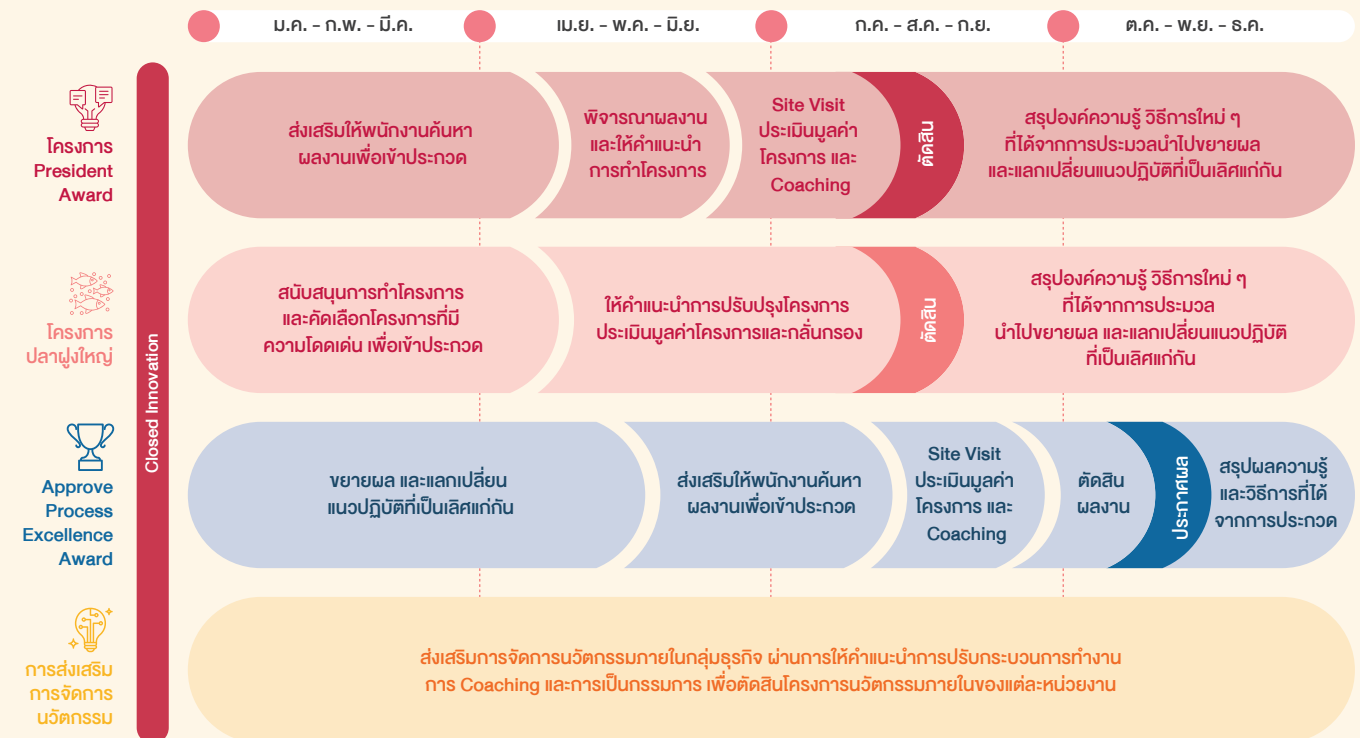 ม.ค. - ก.พ. - มี.ค.
เม.ย. - พ.ค. - มิ.ย.
ก.ค. - ส.ค. - ก.ย.
ต.ค. - พ.ย. - ธ.ค.
Closed Innovation
โครงการ
President
Award
ส่งเสริมให้พนักงานค้นหา
ผลงานเพื่อเข้าประกวด
พิจารณาผลงาน
และให้คำแนะนำ
การทำโครงการ
Site Visit
ประเมินมูลค่า
โครงการ และ
Coaching
ตัดสิน
สรุปองค์ความรู้ วิธีการใหม่ ๆ
ที่ได้จากการประมวลนำไปขยายผล
และแลกเปลี่ยนแนวปฏิบัติที่เป็นเลิศแก่กัน
โครงการ
ปลาฝูงใหญ่
สนับสนุนการทำโครงการ
และคัดเลือกโครงการที่มี
ความโดดเด่น เพื่อเข้าประกวด
ให้คำแนะนำการปรับปรุงโครงการ
ประเมินมูลค่าโครงการและกลั่นกรอง
ตัดสิน
สรุปองค์ความรู้ วิธีการใหม่ ๆ
ที่ได้จากการประมวล
นำไปขยายผล และแลกเปลี่ยนแนวปฏิบัติ
ที่เป็นเลิศแก่กัน
Approve
Process
Excellence
Award
ขยายผล และแลกเปลี่ยน
แนวปฏิบัติที่เป็นเลิศแก่กัน
ส่งเสริมให้พนักงานค้นหา
ผลงานเพื่อเข้าประกวด
Site Visit
ประเมินมูลค่า
โครงการ และ
Coaching
ตัดสิน
ผลงาน
ประกาศผล
สรุปผลความรู้
และวิธีการที่ได้
จากการประกวด
การส่งเสริม
การจัดการ
นวัตกรรม
ส่งเสริมการจัดการนวัตกรรมภายในกลุ่มธุรกิจ ผ่านการให้คำแนะนำการปรับกระบวนการทำงาน
การ Coaching และการเป็นกรรมการ เพื่อตัดสินโครงการนวัตกรรมภายในของแต่ละหน่วยงาน